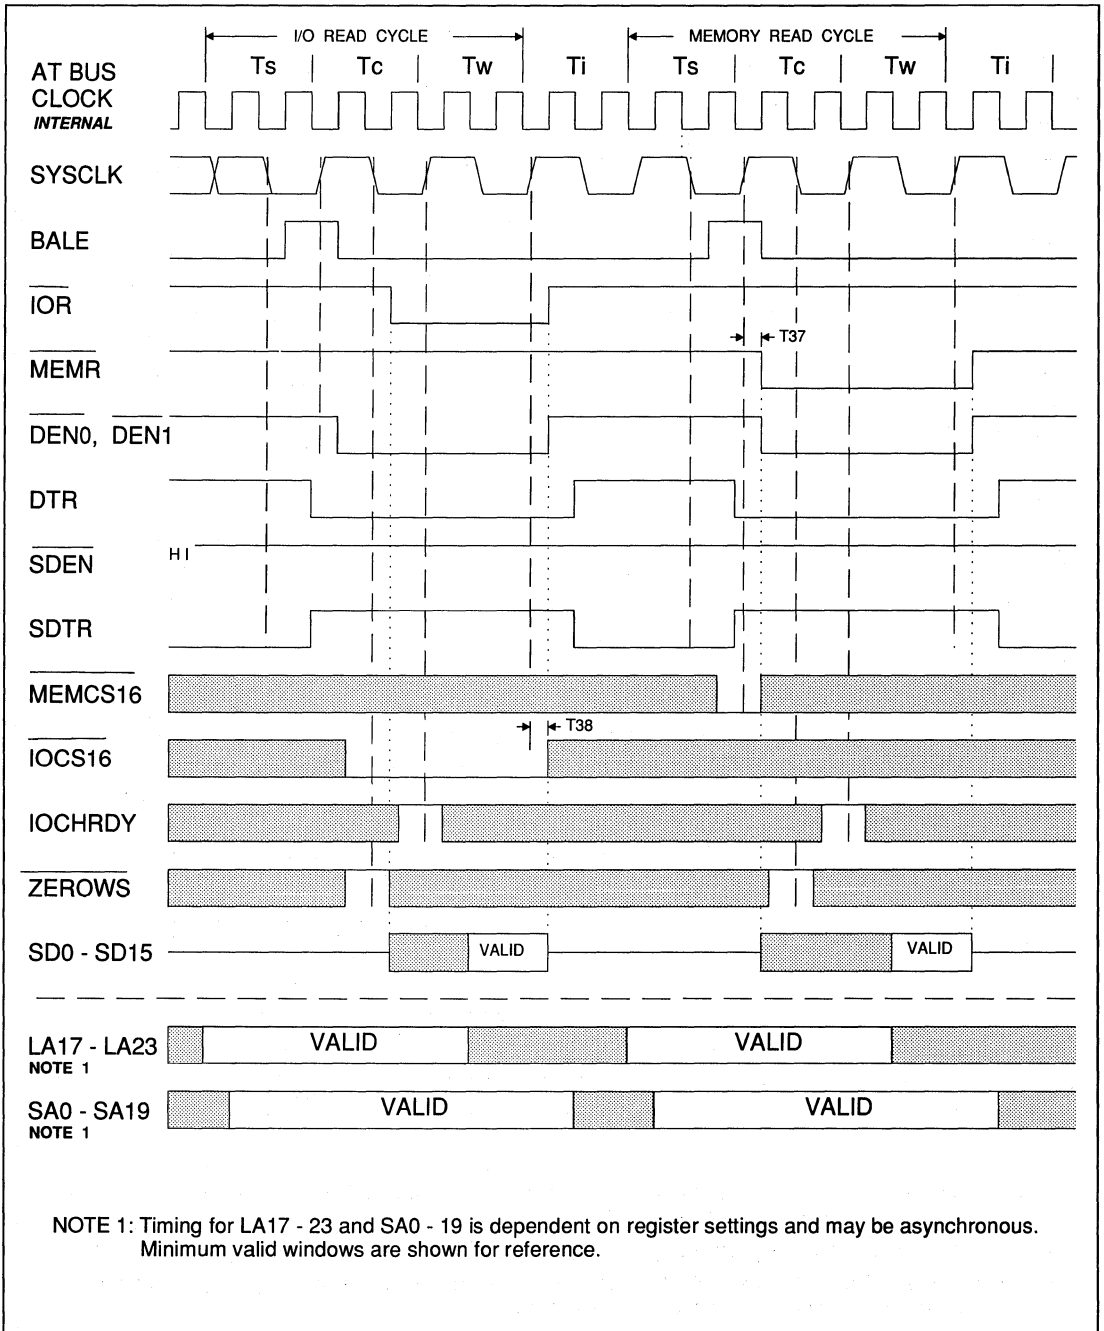 I/O READ CYCLE MEMORY READ CYCLE
Ts Tc Tw Ti Ts Tc Tw Ti
AT BUS
CLOCK
INTERNAL
SYSCLK
BALE
IOR
T37
MEMR
DEN0, DEN1
DTR
HI
SDEN
SDTR
MEMCS16
T38
IOCS16
IOCHRDY
ZEROWS
SD0 - SD15 VALID VALID
LA17 - LA23 VALID VALID
NOTE 1
SA0 - SA19 VALID VALID
NOTE 1
NOTE 1: Timing for LA17 - 23 and SA0 - 19 is dependent on register settings and may be asynchronous.
Minimum valid windows are shown for reference.